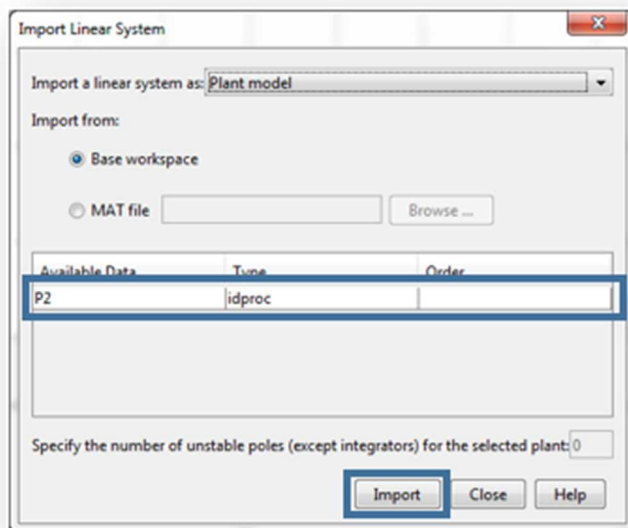 Import Linear System
Import a linear system as: Plant model
Import from:
Base workspace
MAT file Browse ...
Available Data Type Order
P2 idproc
Specify the number of unstable poles (except integrators) for the selected plant: 0
Import Close Help